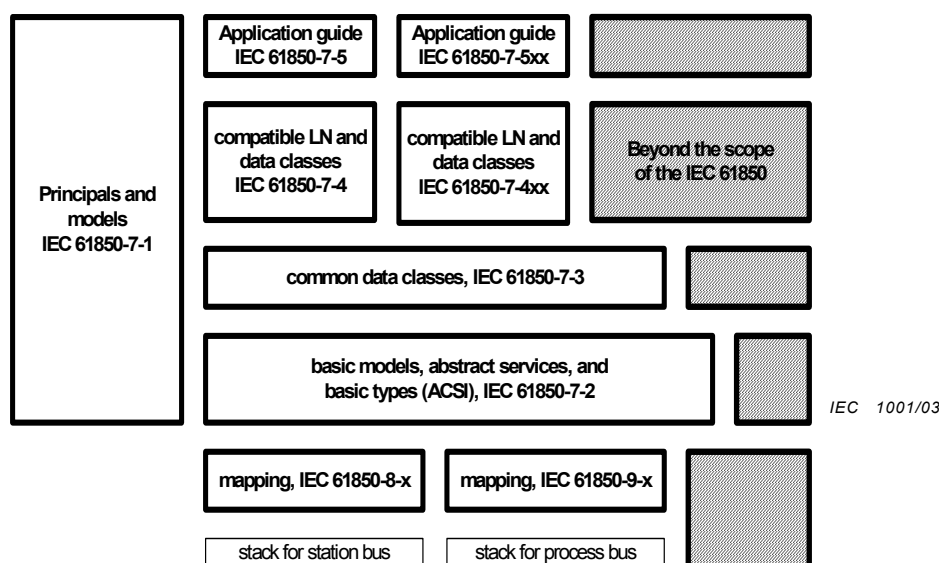 Application guide
IEC 61850-7-5
Application guide
IEC 61850-7-5xx
compatible LN and
data classes
IEC 61850-7-4
compatible LN and
data classes
IEC 61850-7-4xx
Beyond the scope
of the IEC 61850
Principals and
models
IEC 61850-7-1
common data classes, IEC 61850-7-3
basic models, abstract services, and
basic types (ACSI), IEC 61850-7-2
IEC 1001/03
mapping, IEC 61850-8-x
mapping, IEC 61850-9-x
stack for station bus
stack for process bus